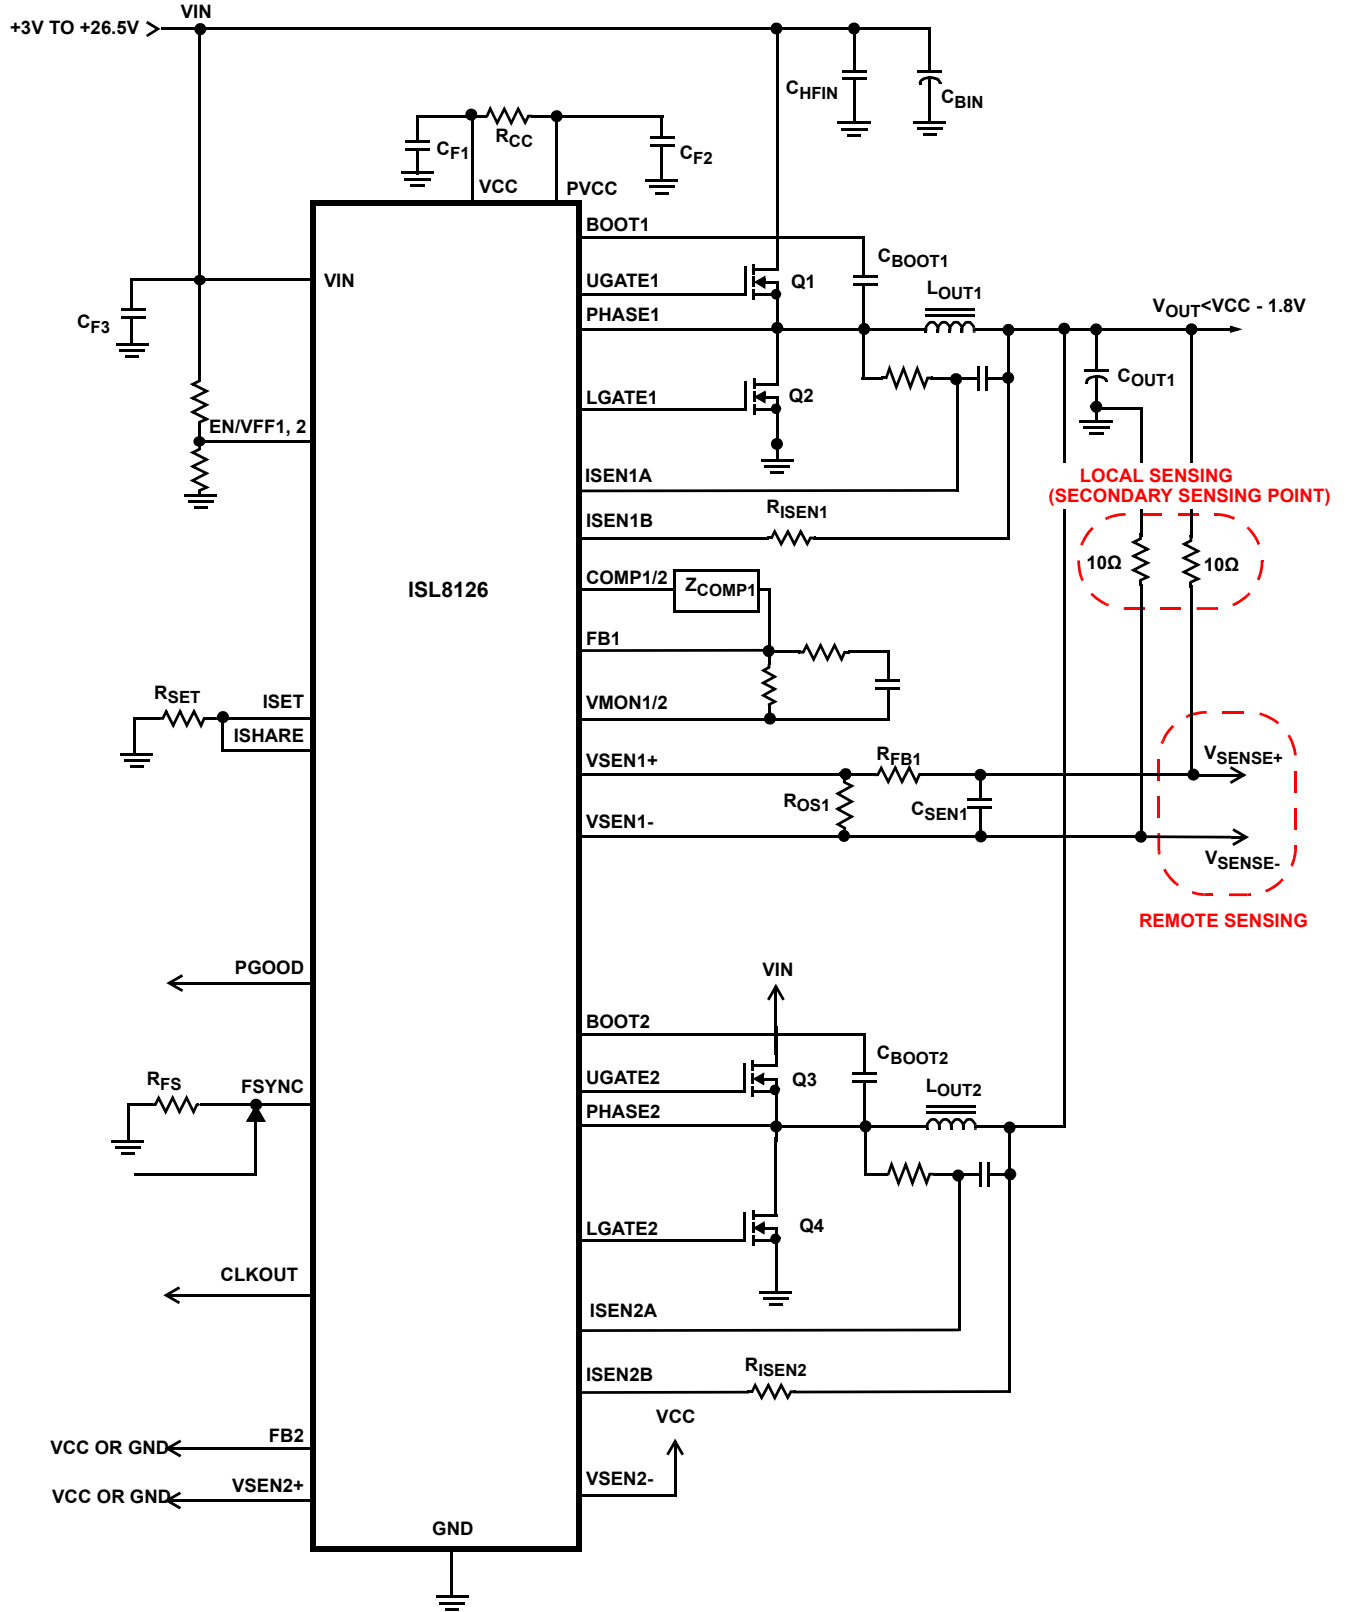 VIN
+3V TO +26.5V
CHFIN
CBIN
CF1
RCC
CF2
VCC
PVCC
BOOT1
CBOOT1
VIN
UGATE1
Q1
LOUT1
PHASE1
VOUT<VCC - 1.8V
CF3
COUT1
LGATE1
Q2
EN/VFF1, 2
ISEN1A
LOCAL SENSING
(SECONDARY SENSING POINT)
RISEN1
ISEN1B
10Ω
10Ω
COMP1/2
ZCOMP1
ISL8126
FB1
RSET
ISET
VMON1/2
ISHARE
VSEN1+
RFB1
VSENSE+
ROS1
CSEN1
VSEN1-
VSENSE-
REMOTE SENSING
PGOOD
VIN
BOOT2
CBOOT2
RFS
FSYNC
UGATE2
Q3
LOUT2
PHASE2
LGATE2
Q4
CLKOUT
ISEN2A
ISEN2B
RISEN2
VCC
FB2
VCC OR GND
VSEN2+
VCC OR GND
VSEN2-
GND